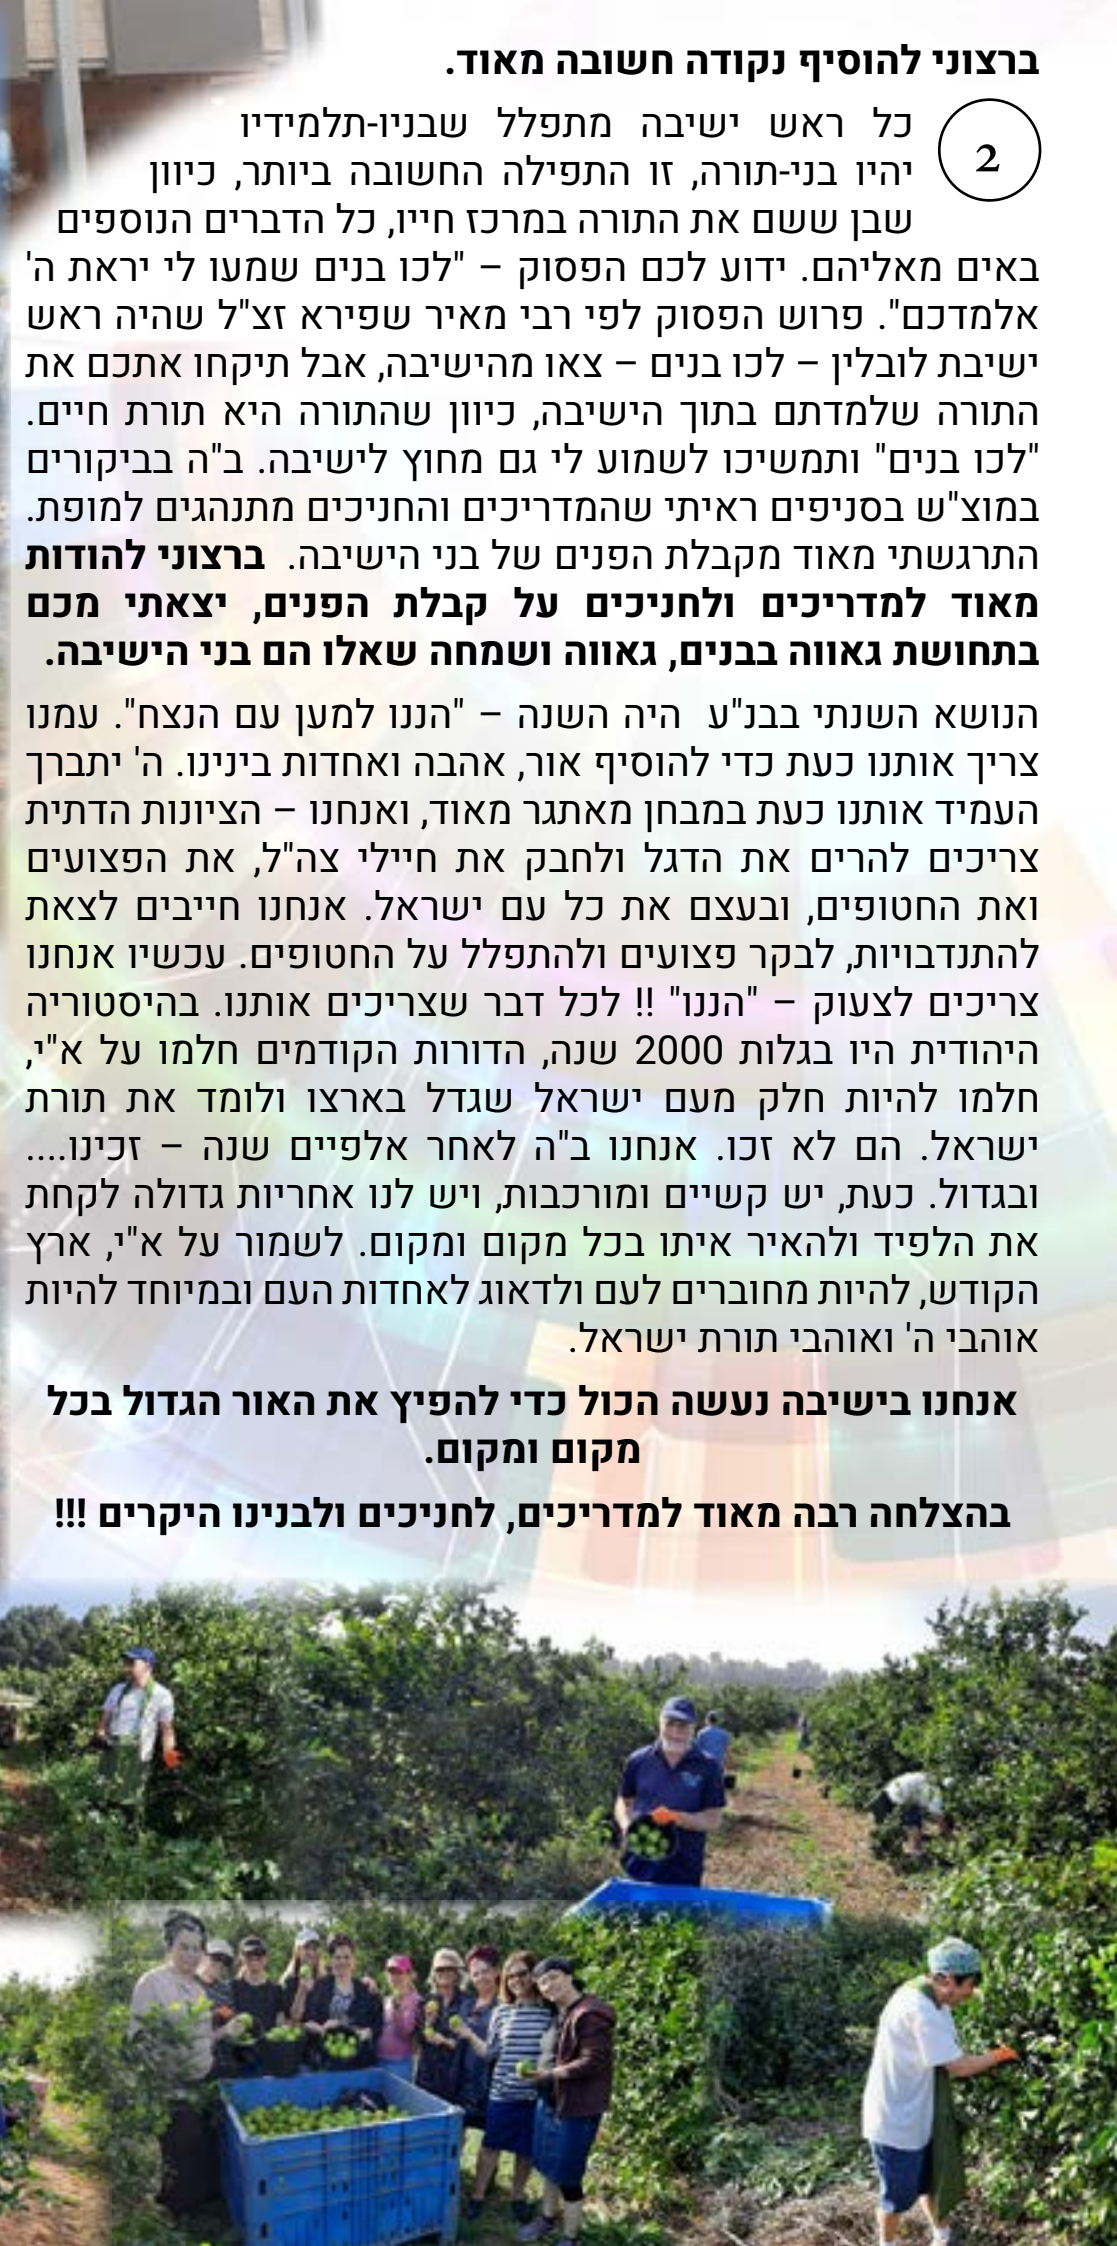 ברצוני להוסיף נקודה חשובה מאוד.
2
כל ראש ישיבה מתפלל שבניו-תלמידיו
יהיו בני-תורה, זו התפילה החשובה ביותר, כיוון
שבן ששם את התורה במרכז חייו, כל הדברים הנוספים
באים מאליהם. ידוע לכם הפסוק – "לכו בנים שמעו לי יראת ה'
אלמדכם". פרוש הפסוק לפי רבי מאיר שפירא זצ"ל שהיה ראש
ישיבת לובלין – לכו בנים – צאו מהישיבה, אבל תיקחו אתכם את
התורה שלמדתם בתוך הישיבה, כיוון שהתורה היא תורת חיים.
"לכו בנים" ותמשיכו לשמוע לי גם מחוץ לישיבה. ב"ה בביקורים
במוצ"ש בסניפים ראיתי שהמדריכים והחניכים מתנהגים למופת.
התרגשתי מאוד מקבלת הפנים של בני הישיבה. ברצוני להודות
מאוד למדריכים ולחניכים על קבלת הפנים, יצאתי מכם
בתחושת גאווה בבנים, גאווה ושמחה שאלו הם בני הישיבה.
הנושא השנתי בבנ"ע היה השנה – "הננו למען עם הנצח". עמנו
צריך אותנו כעת כדי להוסיף אור, אהבה ואחדות בינינו. ה' יתברך
העמיד אותנו כעת במבחן מאתגר מאוד, ואנחנו – הציונות הדתית
צריכים להרים את הדגל ולחבק את חיילי צה"ל, את הפצועים
ואת החטופים, ובעצם את כל עם ישראל. אנחנו חייבים לצאת
להתנדבויות, לבקר פצועים ולהתפלל על החטופים. עכשיו אנחנו
צריכים לצעוק – "הננו" !! לכל דבר שצריכים אותנו. בהיסטוריה
היהודית היו בגלות 2000 שנה, הדורות הקודמים חלמו על א"י,
חלמו להיות חלק מעם ישראל שגדל בארצו ולומד את תורת
ישראל. הם לא זכו. אנחנו ב"ה לאחר אלפיים שנה – זכינו....
ובגדול. כעת, יש קשיים ומורכבות, ויש לנו אחריות גדולה לקחת
את הלפיד ולהאיר איתו בכל מקום ומקום. לשמור על א"י, ארץ
הקודש, להיות מחוברים לעם ולדאוג לאחדות העם ובמיוחד להיות
אוהבי ה' ואוהבי תורת ישראל.
אנחנו בישיבה נעשה הכול כדי להפיץ את האור הגדול בכל
מקום ומקום.
בהצלחה רבה מאוד למדריכים, לחניכים ולבנינו היקרים !!!